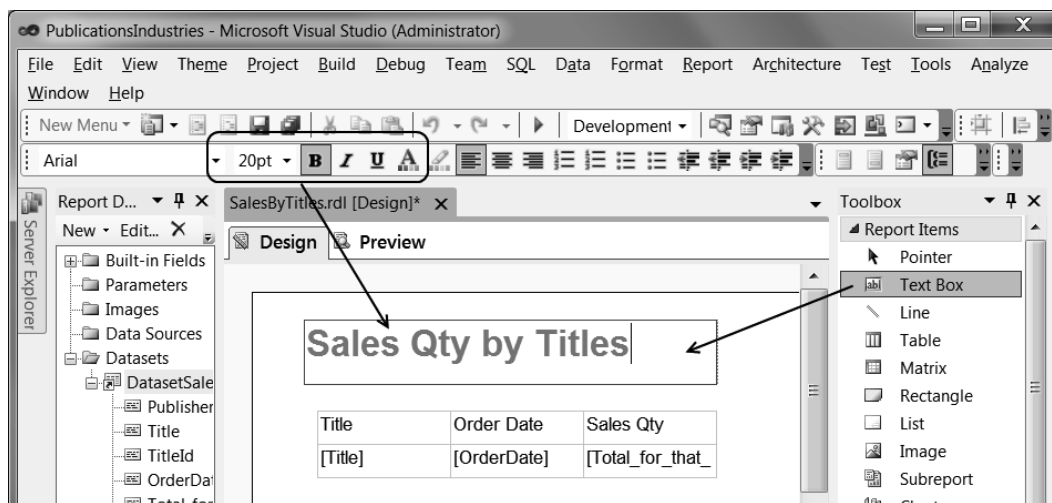 PublicationsIndustries - Microsoft Visual Studio (Administrator)
File Edit View Theme Project Build Debug Team SQL Data Format Report Architecture Test Tools Analyze
Window Help
New Menu Development
Arial 20pt B I U A
Server Explorer
Report D...
New Edit...
Built-in Fields
Parameters
Images
Data Sources
Datasets
DatasetSale
Publisher
Title
TitleId
OrderDat
SalesByTitles.rdl [Design]*
Design Preview
Sales Qty by Titles
Title Order Date Sales Qty
[Title] [OrderDate] [Total_for_that_
Toolbox
Report Items
Pointer
abl Text Box
Line
Table
Matrix
Rectangle
List
Image
Subreport